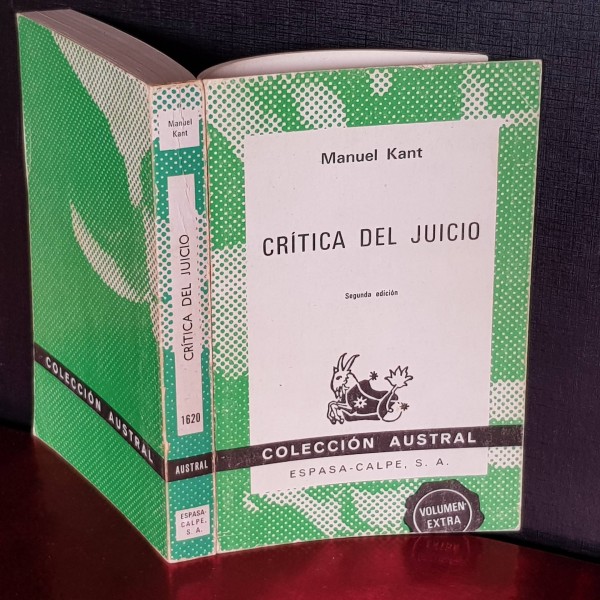 Manuel Kant
CRÍTICA DEL JUICIO
Segunda edición
COLECCIÓN AUSTRAL
ESPASA-CALPE, S. A.
VOLUMEN
EXTRA
Manuel
Kant
CRÍTICA DEL JUICIO
1620
AUSTRAL
ESPASA-
CALPE,
S. A.
COLECCIÓN AUSTRAL